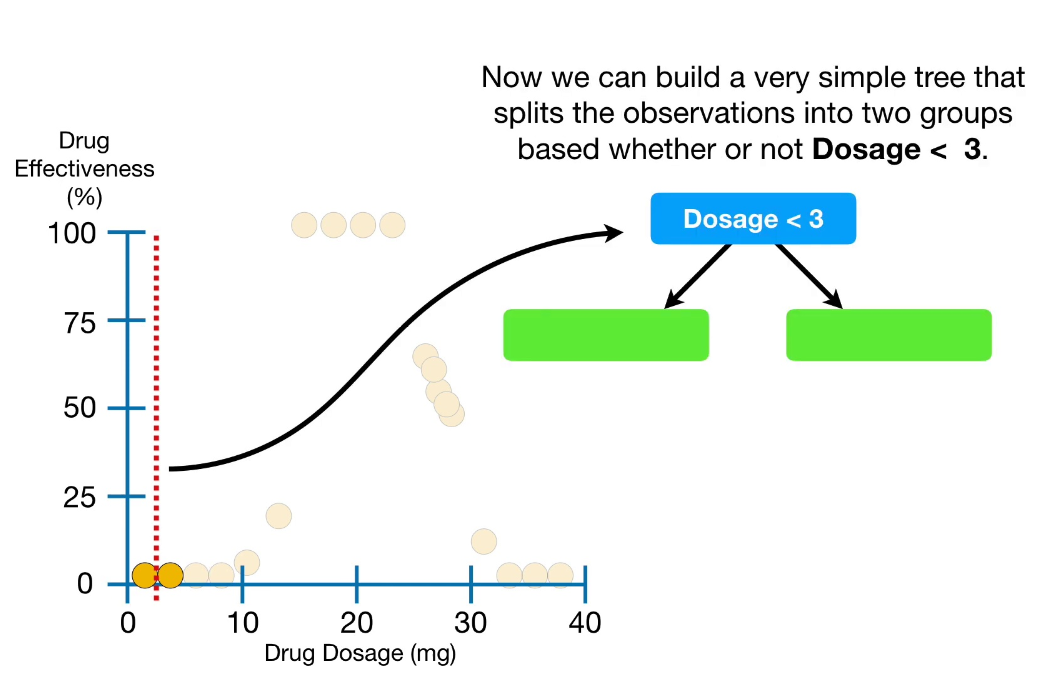 Now we can build a very simple tree that
splits the observations into two groups
based whether or not Dosage < 3.
Drug
Effectiveness
(%)
Dosage < 3
100
75
50
25
0
0 10 20 30 40
Drug Dosage (mg)